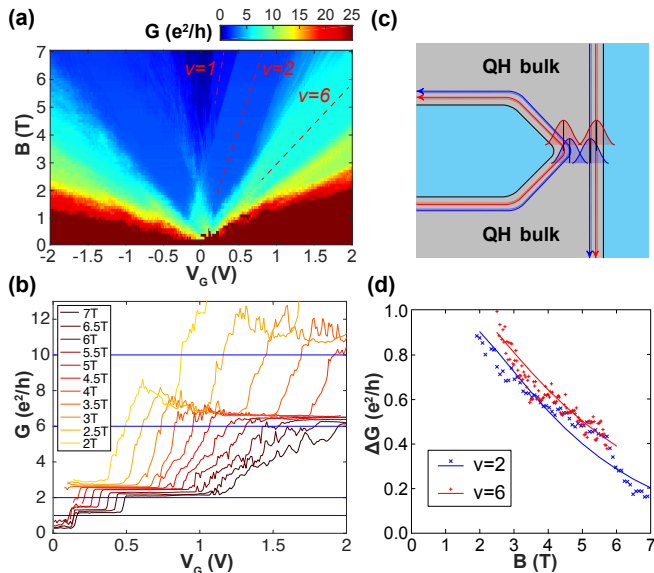 (a)
G (e²/h)
0 5 10 15 20 25
7
6
5
4
3
2
1
0
B (T)
ν=1
ν=2
ν=6
-2 -1.5 -1 -0.5 0 0.5 1 1.5 2
V_G (V)
(c)
QH bulk
QH bulk
(b)
7T
6.5T
6T
5.5T
5T
4.5T
4T
3.5T
3T
2.5T
2T
12
10
8
6
4
2
0
G (e²/h)
0 0.5 1 1.5 2
V_G (V)
(d)
1.0
0.8
0.6
0.4
0.2
0.0
ΔG (e²/h)
ν=2
ν=6
0 1 2 3 4 5 6 7
B (T)